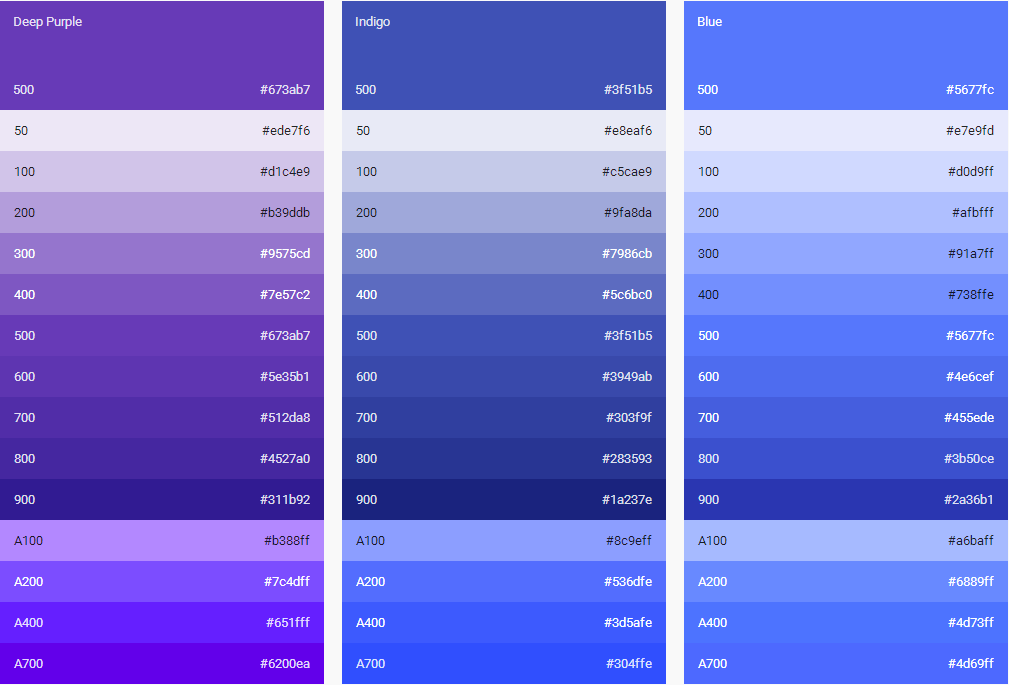 Deep Purple
500 #673ab7
50 #ede7f6
100 #d1c4e9
200 #b39ddb
300 #9575cd
400 #7e57c2
500 #673ab7
600 #5e35b1
700 #512da8
800 #4527a0
900 #311b92
A100 #b388ff
A200 #7c4dff
A400 #651fff
A700 #6200ea
Indigo
500 #3f51b5
50 #e8eaf6
100 #c5cae9
200 #9fa8da
300 #7986cb
400 #5c6bc0
500 #3f51b5
600 #3949ab
700 #303f9f
800 #283593
900 #1a237e
A100 #8c9eff
A200 #536dfe
A400 #3d5afe
A700 #304ffe
Blue
500 #5677fc
50 #e7e9fd
100 #d0d9ff
200 #afbfff
300 #91a7ff
400 #738ffe
500 #5677fc
600 #4e6cef
700 #455ede
800 #3b50ce
900 #2a36b1
A100 #a6baff
A200 #6889ff
A400 #4d73ff
A700 #4d69ff